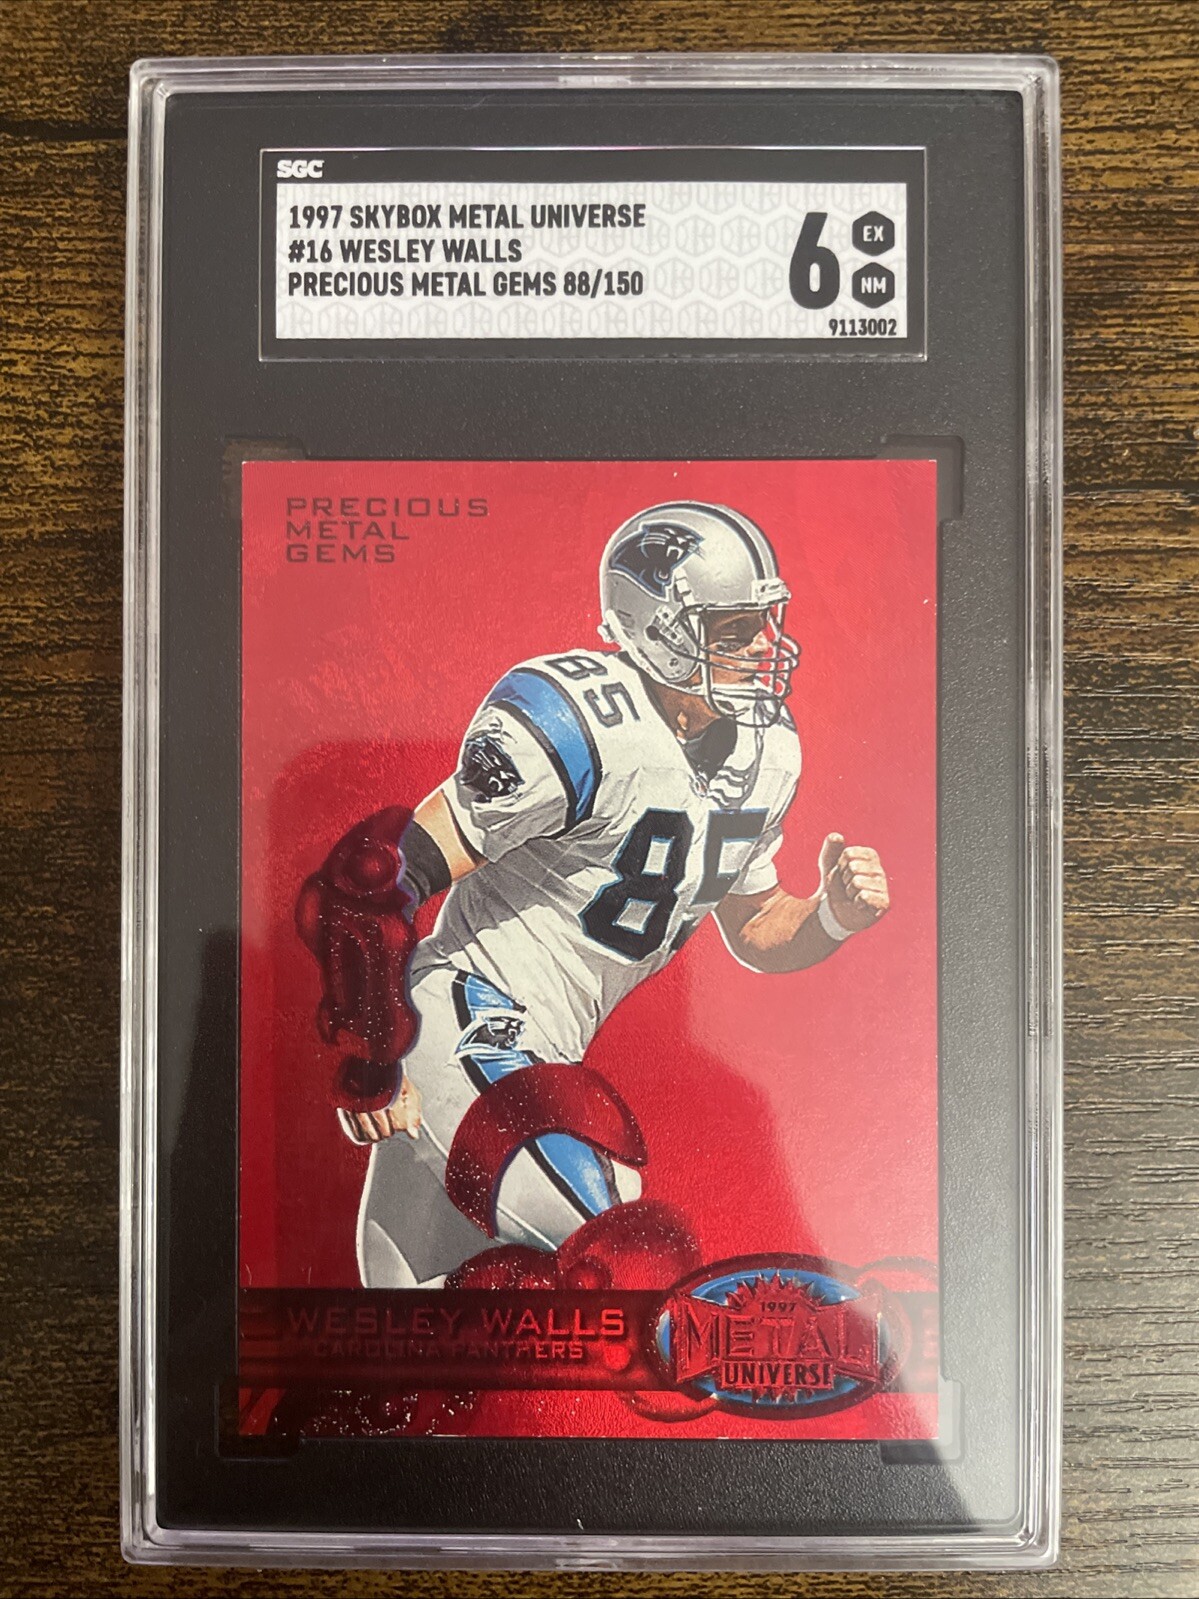 SGC
1997 SKYBOX METAL UNIVERSE
#16 WESLEY WALLS
PRECIOUS METAL GEMS 88/150
6
EX
NM
9113002
PRECIOUS
METAL
GEMS
85
85
WESLEY WALLS
CAROLINA PANTHERS
1997
METAL
UNIVERSE